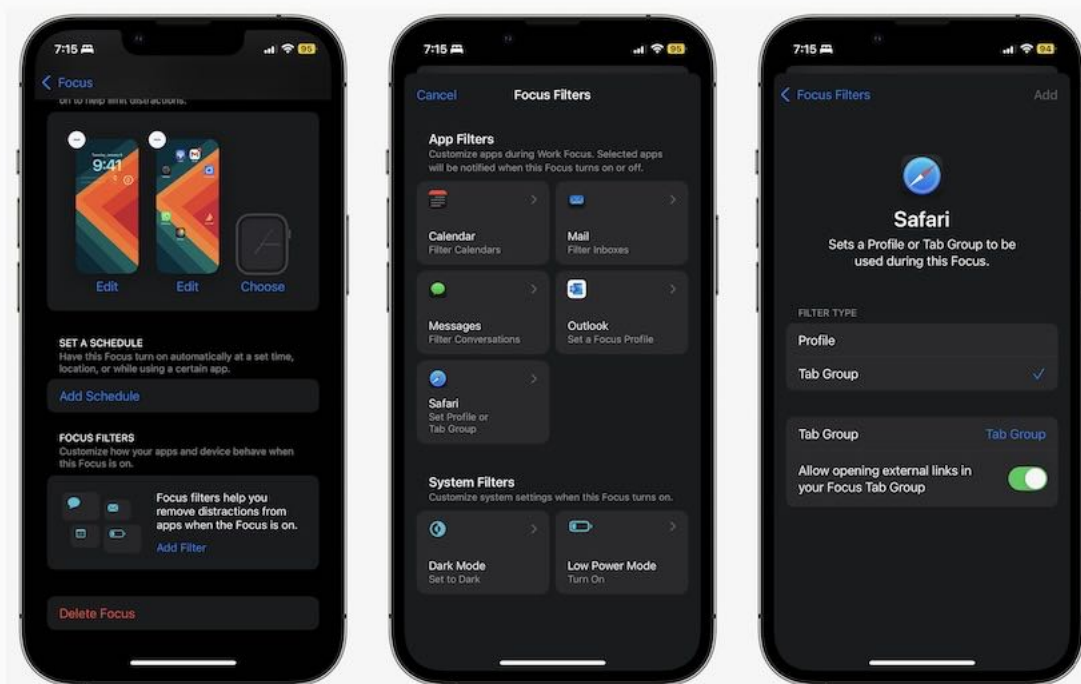 7:15
95
Focus
on to help limit distractions.
9:41
Edit
Edit
Choose
SET A SCHEDULE
Have this Focus turn on automatically at a set time,
location, or while using a certain app.
Add Schedule
FOCUS FILTERS
Customize how your apps and device behave when
this Focus is on.
Focus filters help you
remove distractions from
apps when the Focus is on.
Add Filter
Delete Focus
7:15
95
Cancel
Focus Filters
App Filters
Customize apps during Work Focus. Selected apps
will be notified when this Focus turns on or off.
Calendar
Filter Calendars
Mail
Filter Inboxes
Messages
Filter Conversations
Outlook
Set a Focus Profile
Safari
Set Profile or
Tab Group
System Filters
Customize system settings when this Focus turns on.
Dark Mode
Set to Dark
Low Power Mode
Turn On
7:15
94
Focus Filters
Add
Safari
Sets a Profile or Tab Group to be
used during this Focus.
FILTER TYPE
Profile
Tab Group
Tab Group
Tab Group
Allow opening external links in
your Focus Tab Group